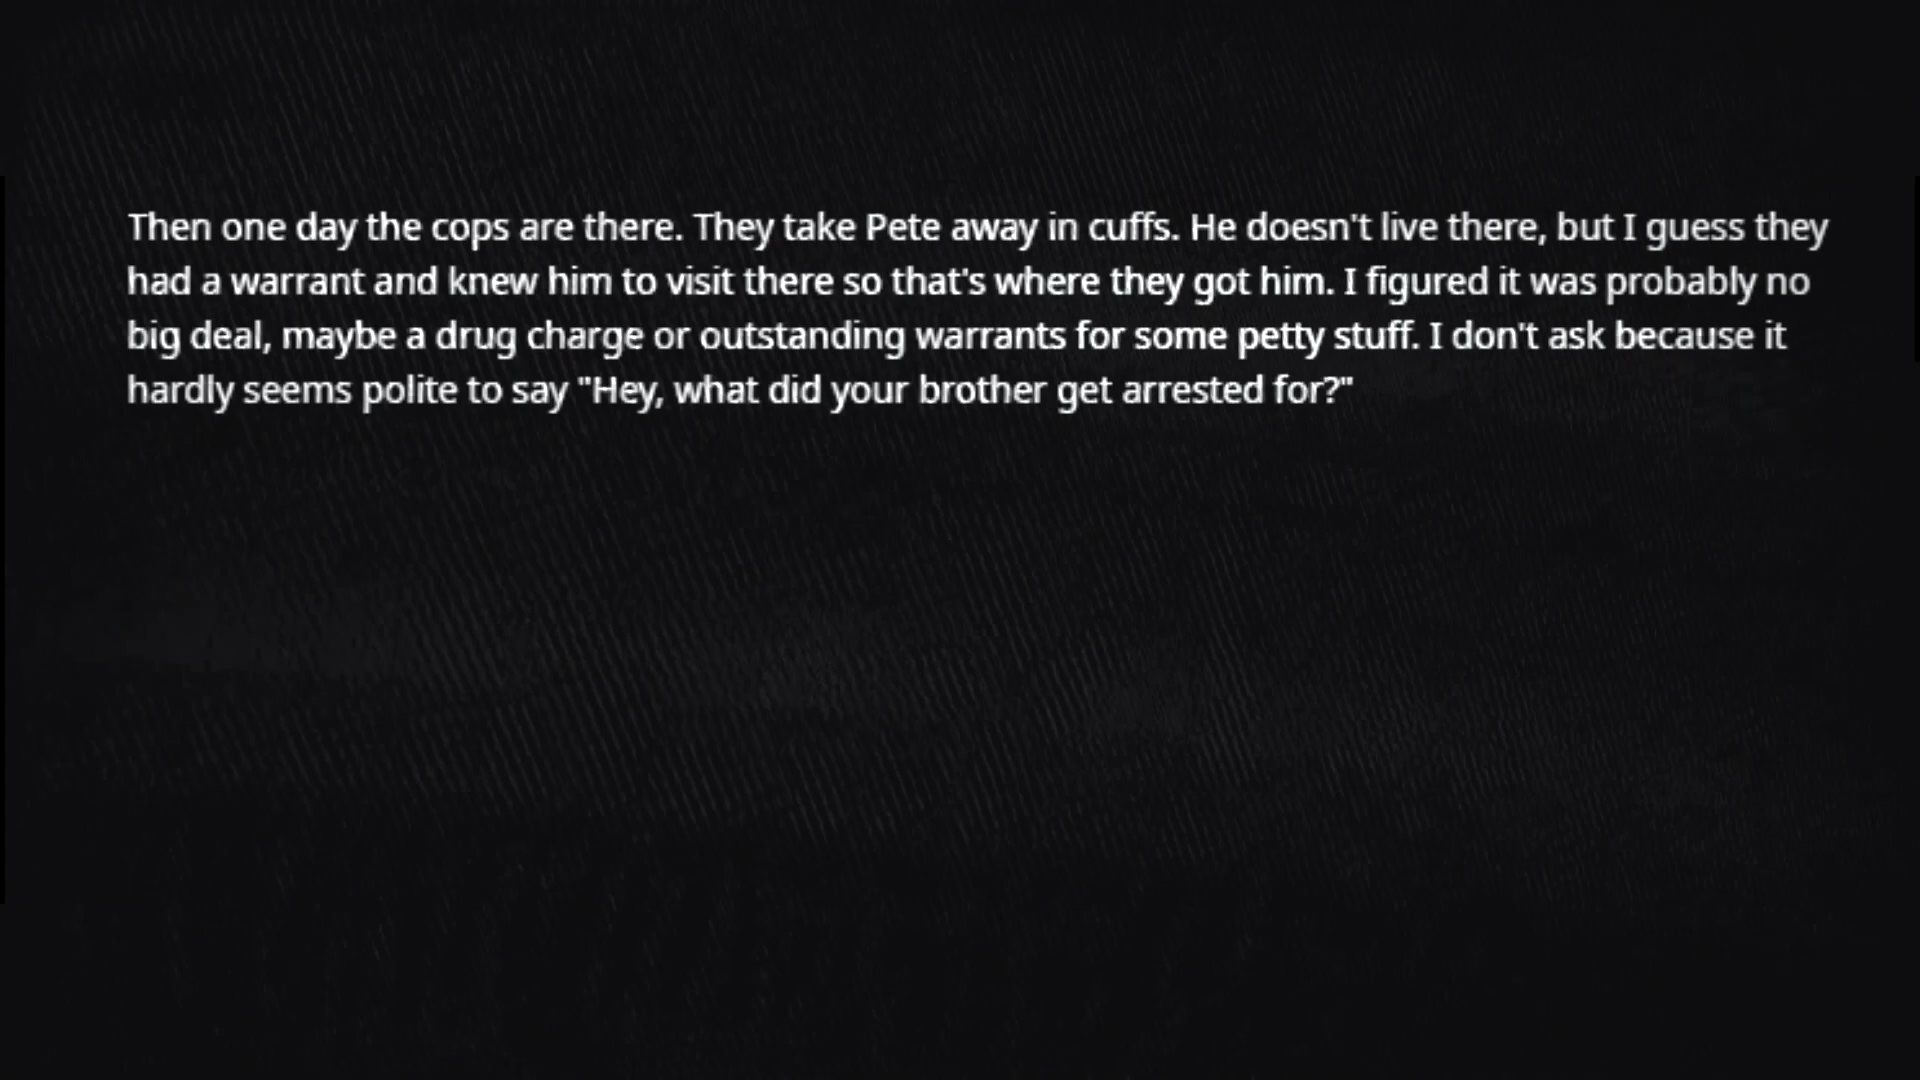 Then one day the cops are there. They take Pete away in cuffs. He doesn't live there, but I guess they
had a warrant and knew him to visit there so that's where they got him. I figured it was probably no
big deal, maybe a drug charge or outstanding warrants for some petty stuff. I don't ask because it
hardly seems polite to say "Hey, what did your brother get arrested for?"